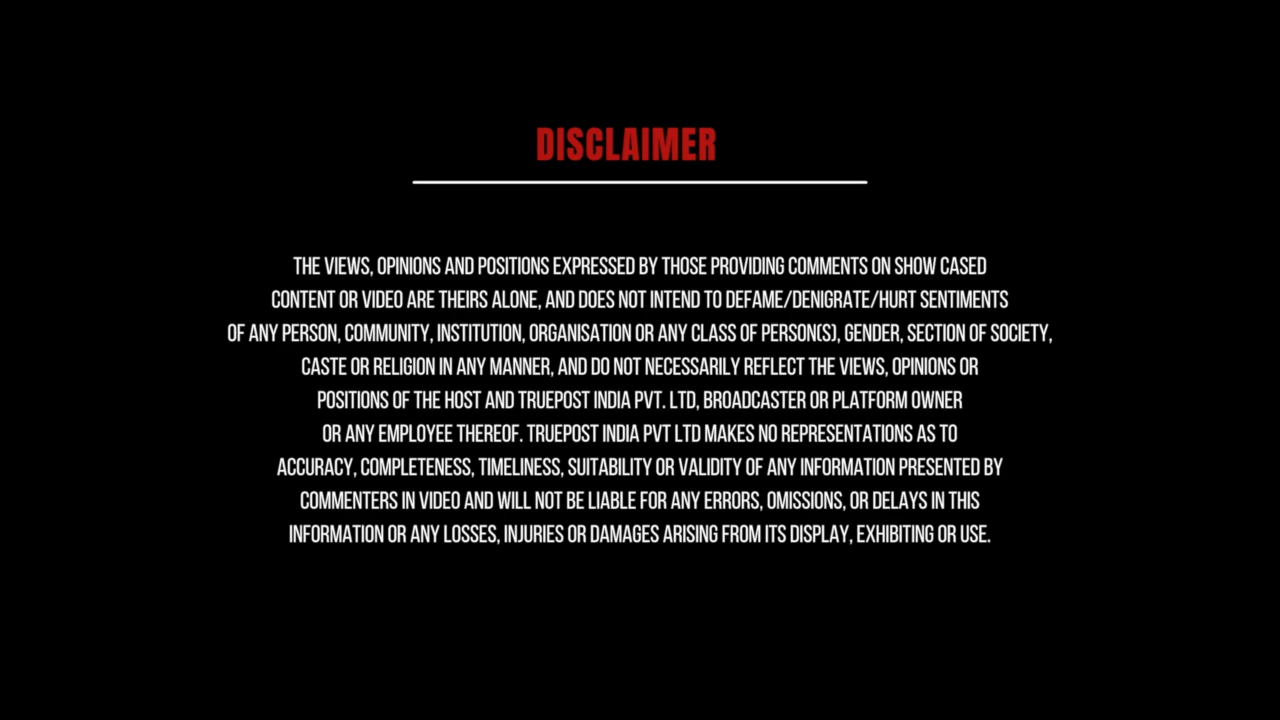 DISCLAIMER
THE VIEWS, OPINIONS AND POSITIONS EXPRESSED BY THOSE PROVIDING COMMENTS ON SHOW CASED
CONTENT OR VIDEO ARE THEIRS ALONE, AND DOES NOT INTEND TO DEFAME/DENIGRATE/HURT SENTIMENTS
OF ANY PERSON, COMMUNITY, INSTITUTION, ORGANISATION OR ANY CLASS OF PERSON(S), GENDER, SECTION OF SOCIETY,
CASTE OR RELIGION IN ANY MANNER, AND DO NOT NECESSARILY REFLECT THE VIEWS, OPINIONS OR
POSITIONS OF THE HOST AND TRUEPOST INDIA PVT. LTD, BROADCASTER OR PLATFORM OWNER
OR ANY EMPLOYEE THEREOF. TRUEPOST INDIA PVT LTD MAKES NO REPRESENTATIONS AS TO
ACCURACY, COMPLETENESS, TIMELINESS, SUITABILITY OR VALIDITY OF ANY INFORMATION PRESENTED BY
COMMENTERS IN VIDEO AND WILL NOT BE LIABLE FOR ANY ERRORS, OMISSIONS, OR DELAYS IN THIS
INFORMATION OR ANY LOSSES, INJURIES OR DAMAGES ARISING FROM ITS DISPLAY, EXHIBITING OR USE.